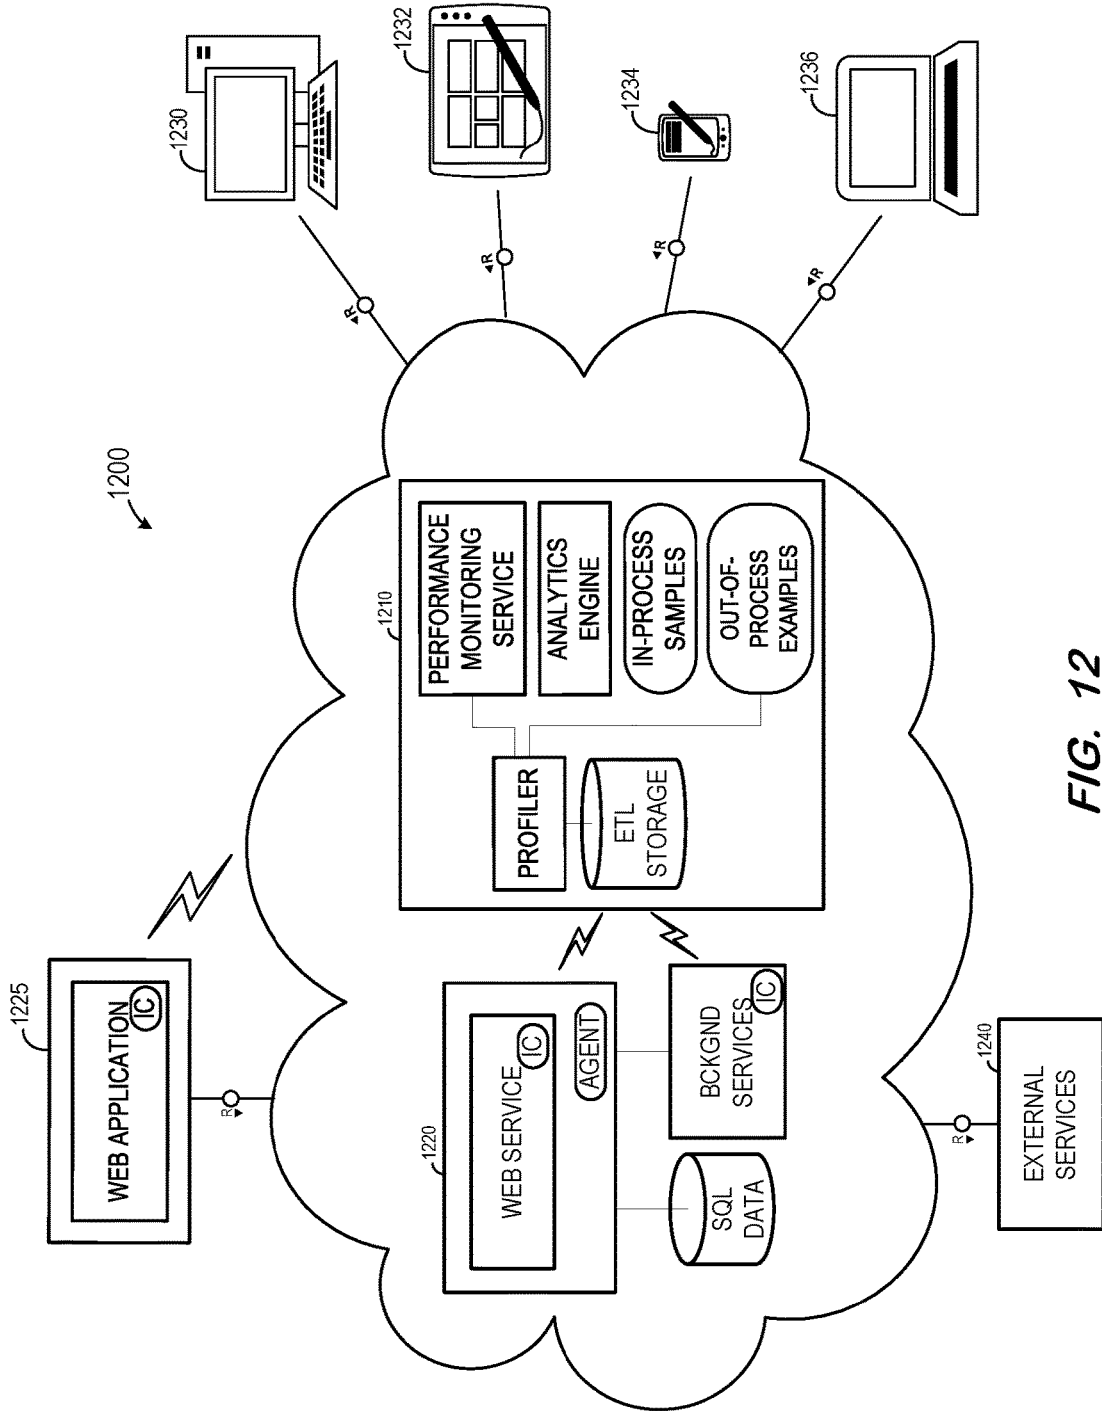 1200
1225
WEB APPLICATION
IC
R
1230
R
1232
R
1234
R
1236
R
1210
PERFORMANCE
MONITORING
SERVICE
ANALYTICS
ENGINE
IN-PROCESS
SAMPLES
OUT-OF-
PROCESS
EXAMPLES
PROFILER
ETL
STORAGE
1220
WEB SERVICE
IC
AGENT
BCKGND
SERVICES
IC
SQL
DATA
R
1240
EXTERNAL
SERVICES
FIG. 12